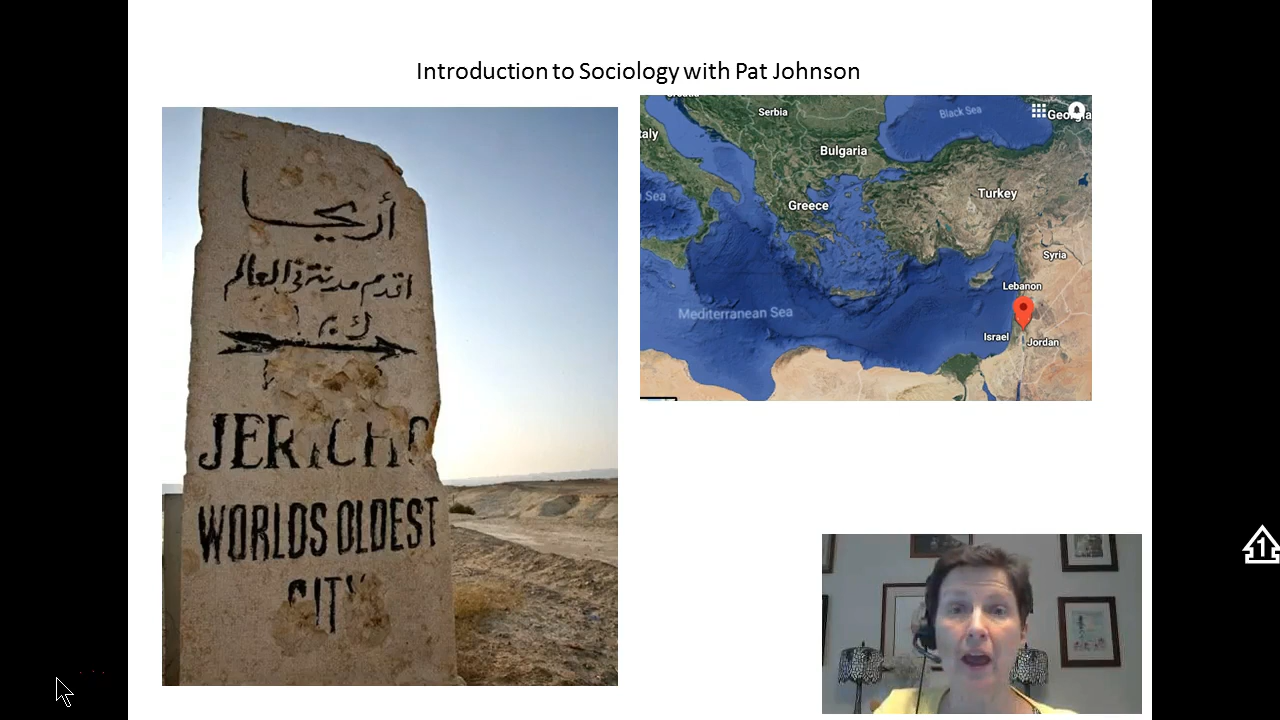 Introduction to Sociology with Pat Johnson
أريحا
اقدم مدينة في العالم
JERICHO
WORLDS OLDEST
CITY
Serbia
Black Sea
Georgia
Bulgaria
Turkey
Greece
Sea
Syria
Lebanon
Mediterranean Sea
Israel
Jordan
1